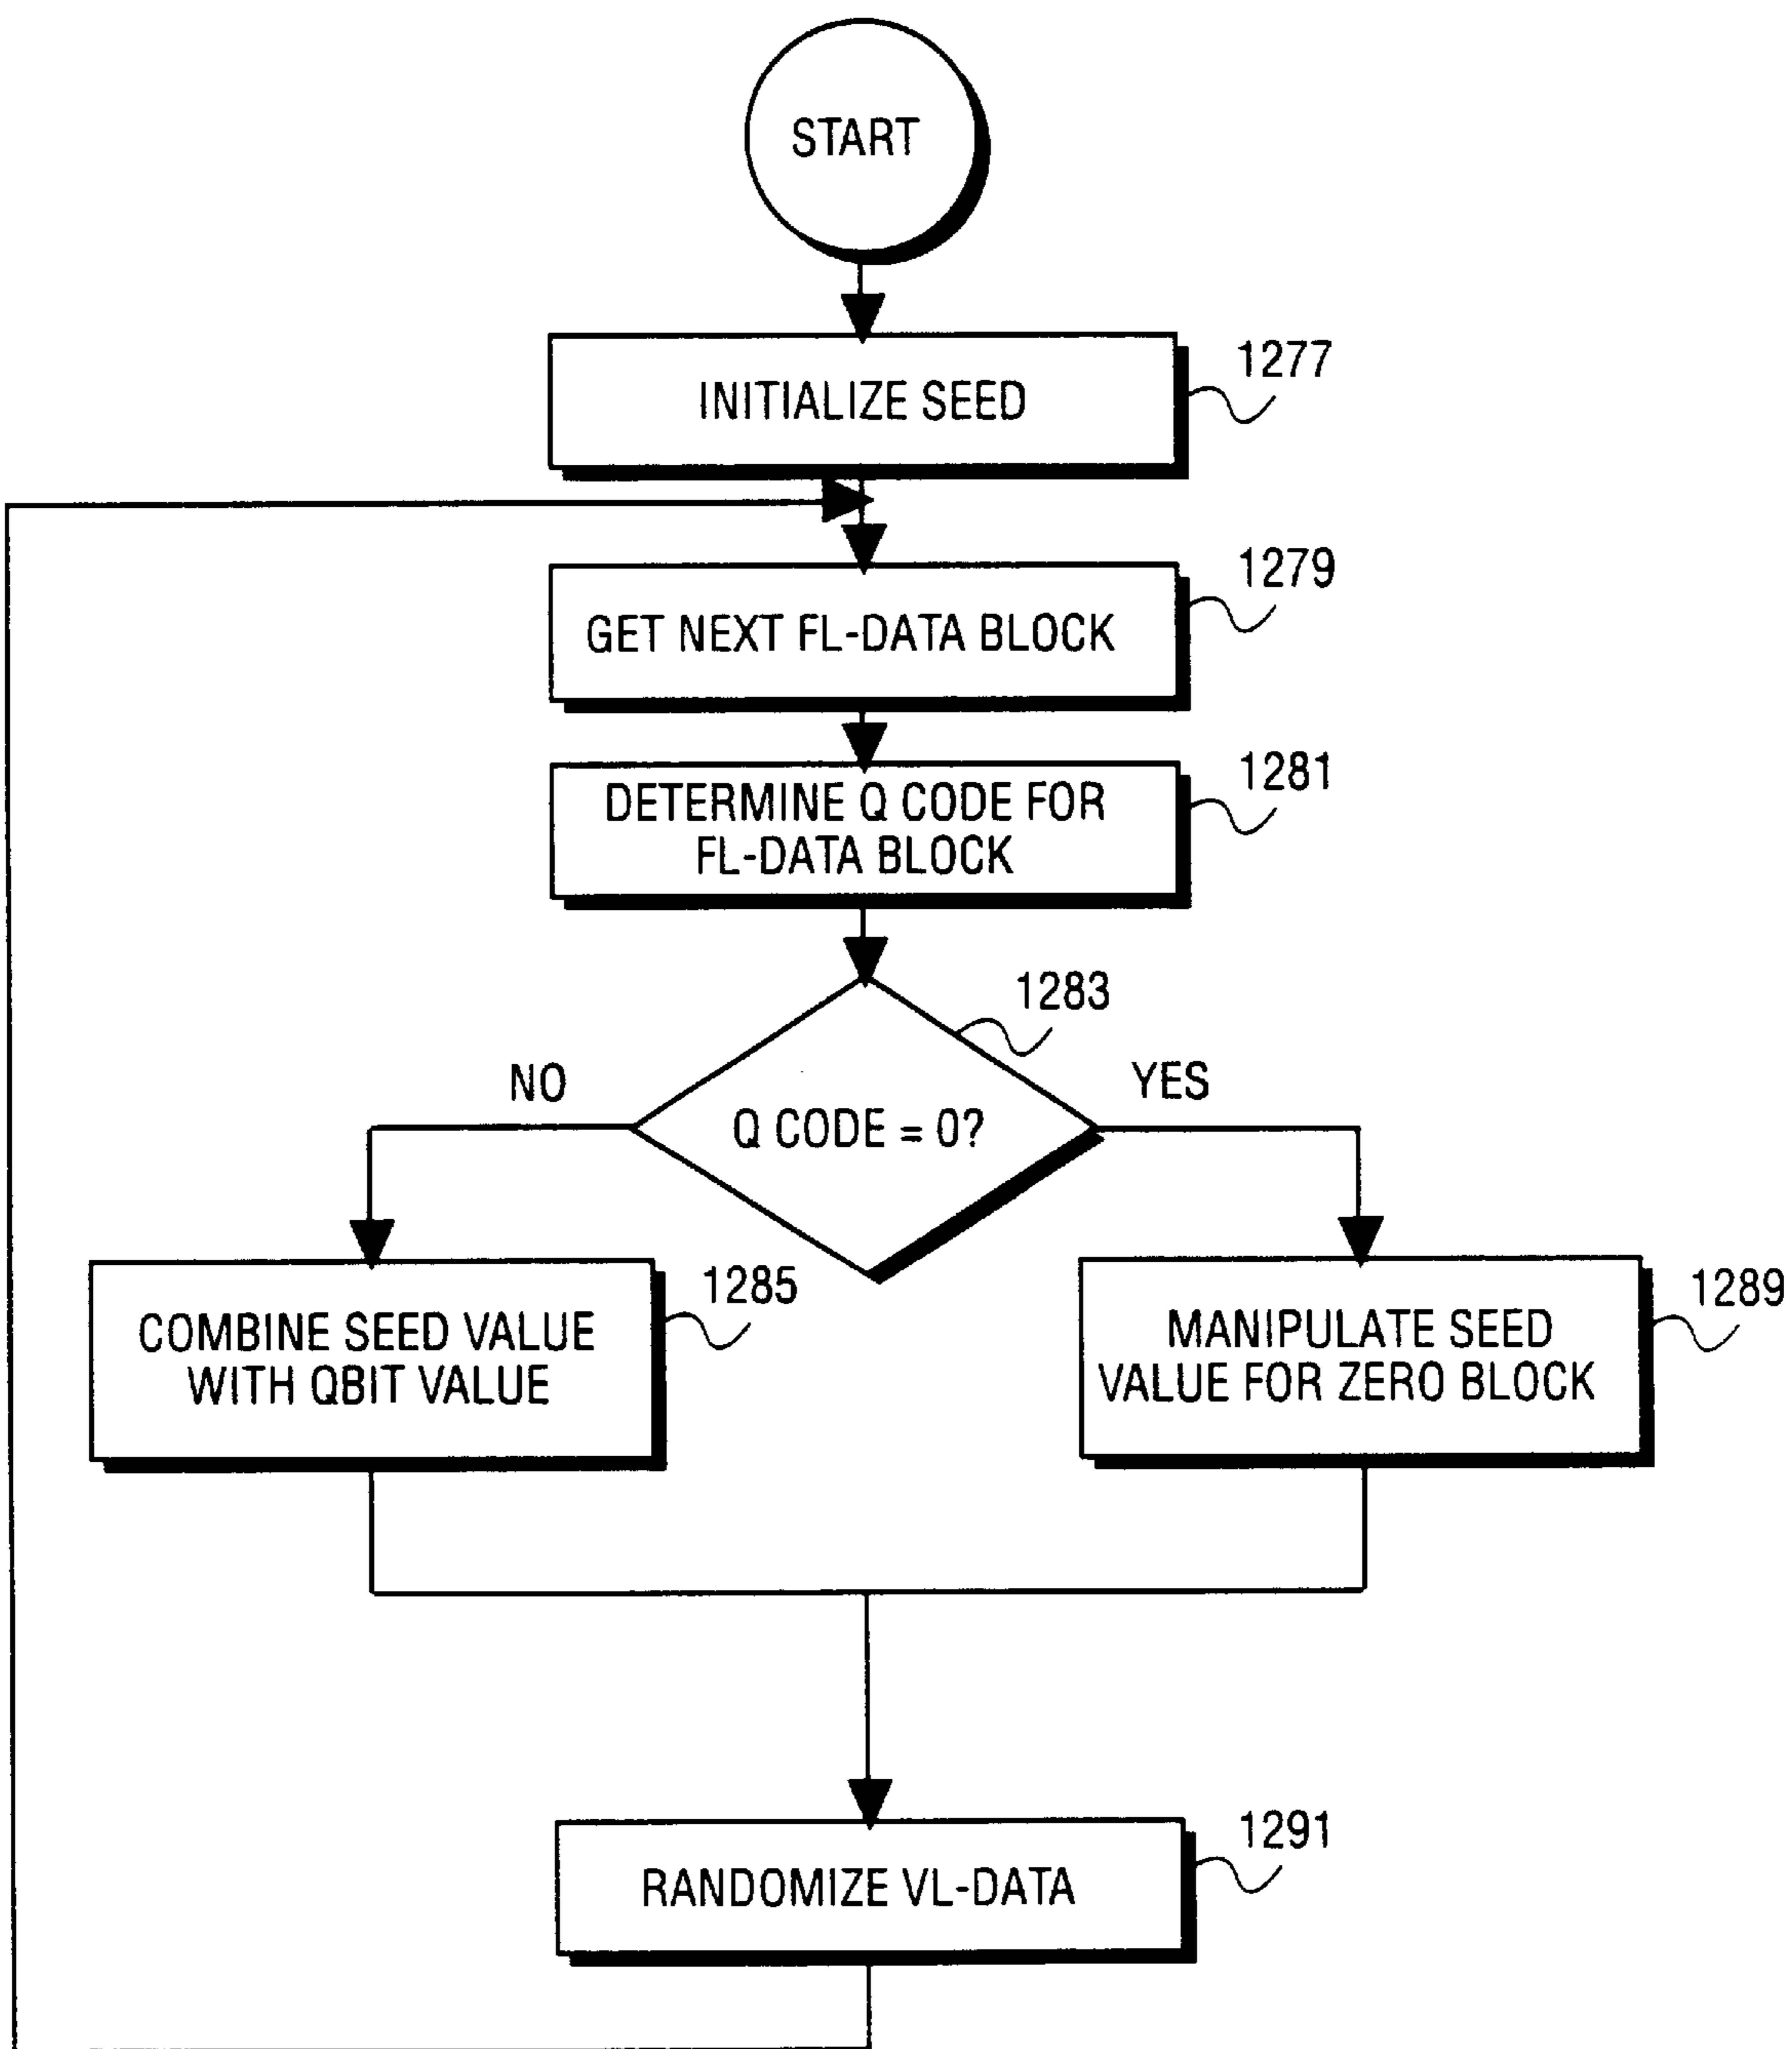 START
INITIALIZE SEED
1277
GET NEXT FL-DATA BLOCK
1279
DETERMINE Q CODE FOR
FL-DATA BLOCK
1281
1283
NO
YES
Q CODE = 0?
COMBINE SEED VALUE
WITH QBIT VALUE
1285
MANIPULATE SEED
VALUE FOR ZERO BLOCK
1289
RANDOMIZE VL-DATA
1291